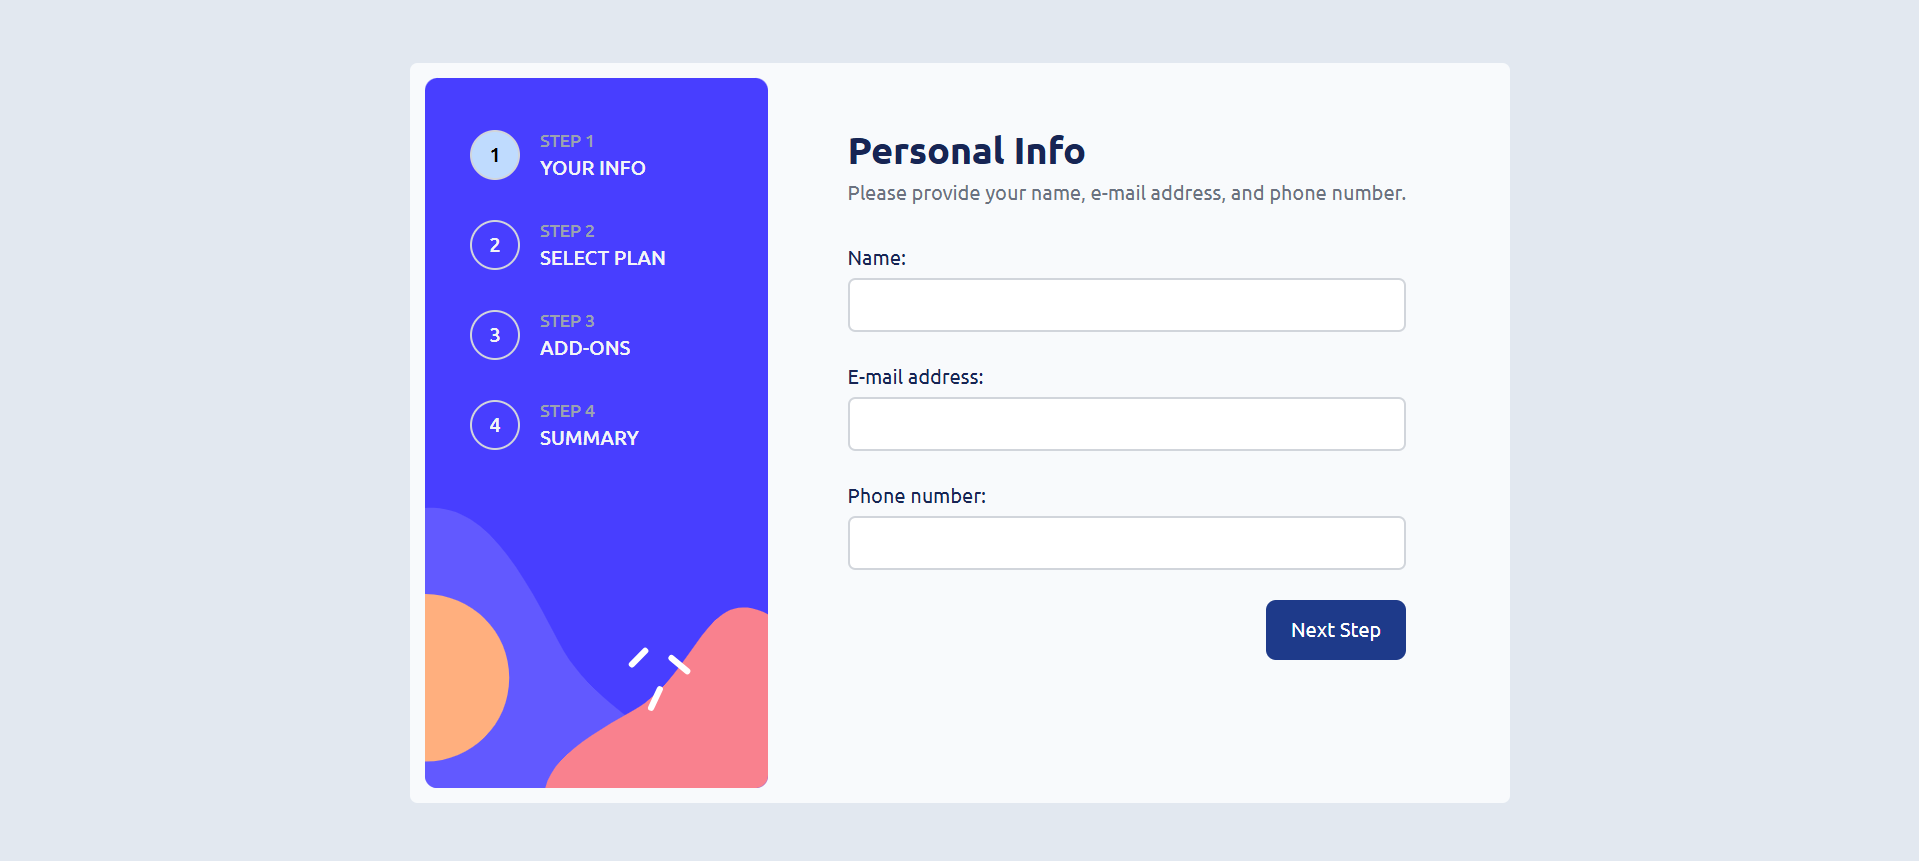 1
STEP 1
YOUR INFO
2
STEP 2
SELECT PLAN
3
STEP 3
ADD-ONS
4
STEP 4
SUMMARY
Personal Info
Please provide your name, e-mail address, and phone number.
Name:
E-mail address:
Phone number:
Next Step